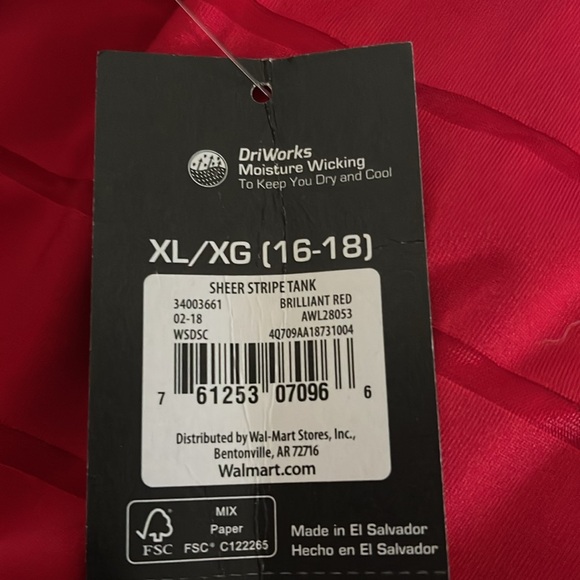 DriWorks
Moisture Wicking
To Keep You Dry and Cool
XL/XG (16-18)
SHEER STRIPE TANK
34003661 BRILLIANT RED
02-18 AWL28053
WSDSC 4Q709AA18731004
7 61253 07096 6
Distributed by Wal-Mart Stores, Inc.,
Bentonville, AR 72716
Walmart.com
MIX
Paper
FSC FSC® C122265
Made in El Salvador
Hecho en El Salvador